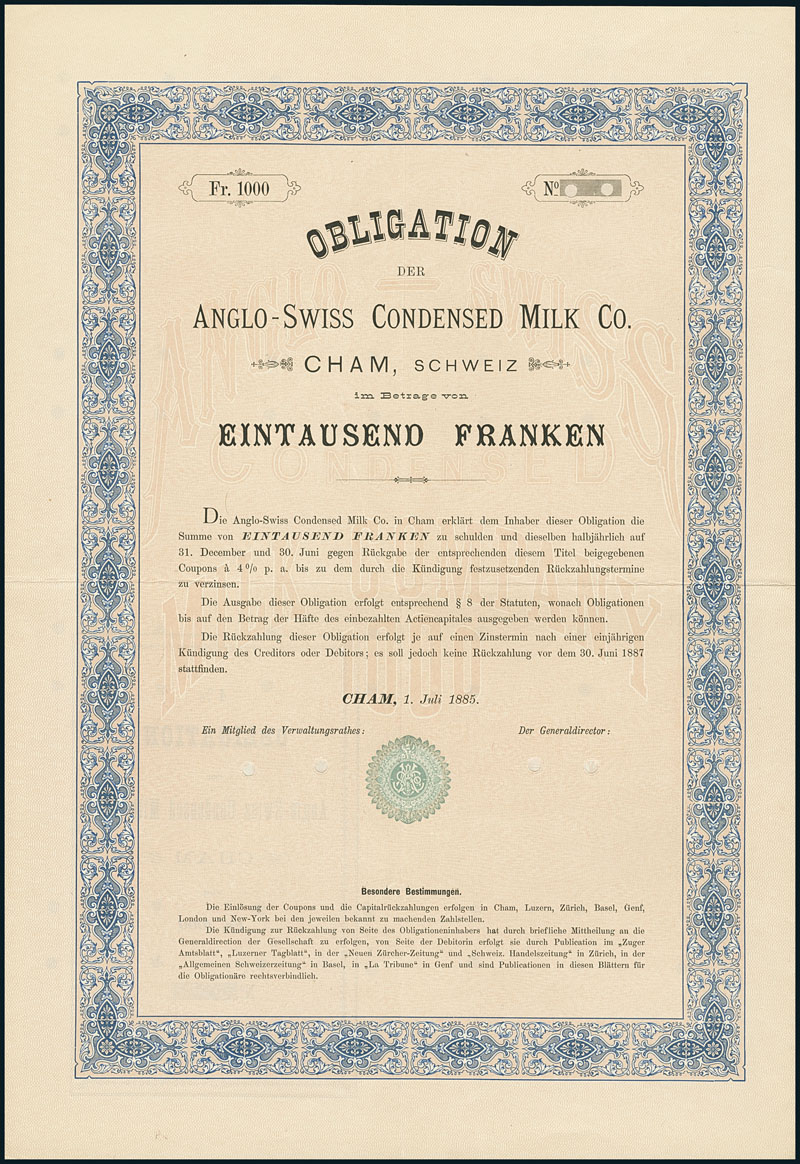 Fr. 1000
No
OBLIGATION
DER
ANGLO-SWISS CONDENSED MILK CO.
CHAM, SCHWEIZ
im Betrage von
EINTAUSEND FRANKEN
Die Anglo-Swiss Condensed Milk Co. in Cham erklärt dem Inhaber dieser Obligation die
Summe von EINTAUSEND FRANKEN zu schulden und dieselben halbjährlich auf
31. December und 30. Juni gegen Rückgabe der entsprechenden diesem Titel beigegebenen
Coupons à 4% p. a. bis zu dem durch die Kündigung festzusetzenden Rückzahlungstermine
zu verzinsen.
Die Ausgabe dieser Obligation erfolgt entsprechend § 8 der Statuten, wonach Obligationen
bis auf den Betrag der Häfte des einbezahlten Actiencapitales ausgegeben werden können.
Die Rückzahlung dieser Obligation erfolgt je auf einen Zinstermin nach einer einjährigen
Kündigung des Creditors oder Debitors; es soll jedoch keine Rückzahlung vor dem 30. Juni 1887
stattfinden.
CHAM, 1. Juli 1885.
Ein Mitglied des Verwaltungsrathes:
Der Generaldirector:
Besondere Bestimmungen.
Die Einlösung der Coupons und die Capitalrückzahlungen erfolgen in Cham, Luzern, Zürich, Basel, Genf,
London und New-York bei den jeweilen bekannt zu machenden Zahlstellen.
Die Kündigung zur Rückzahlung von Seite des Obligationeninhabers hat durch briefliche Mittheilung an die
Generaldirection der Gesellschaft zu erfolgen, von Seite der Debitorin erfolgt sie durch Publication im „Zuger
Amtsblatt“, „Luzerner Tagblatt“, in der „Neuen Zürcher-Zeitung“ und „Schweiz. Handelszeitung“ in Zürich, in der
„Allgemeinen Schweizerzeitung“ in Basel, in „La Tribune“ in Genf und sind Publicationen in diesen Blättern für
die Obligationäre rechtsverbindlich.
ANGLO-SWISS
CONDENSED
MILK COMPANY
1000